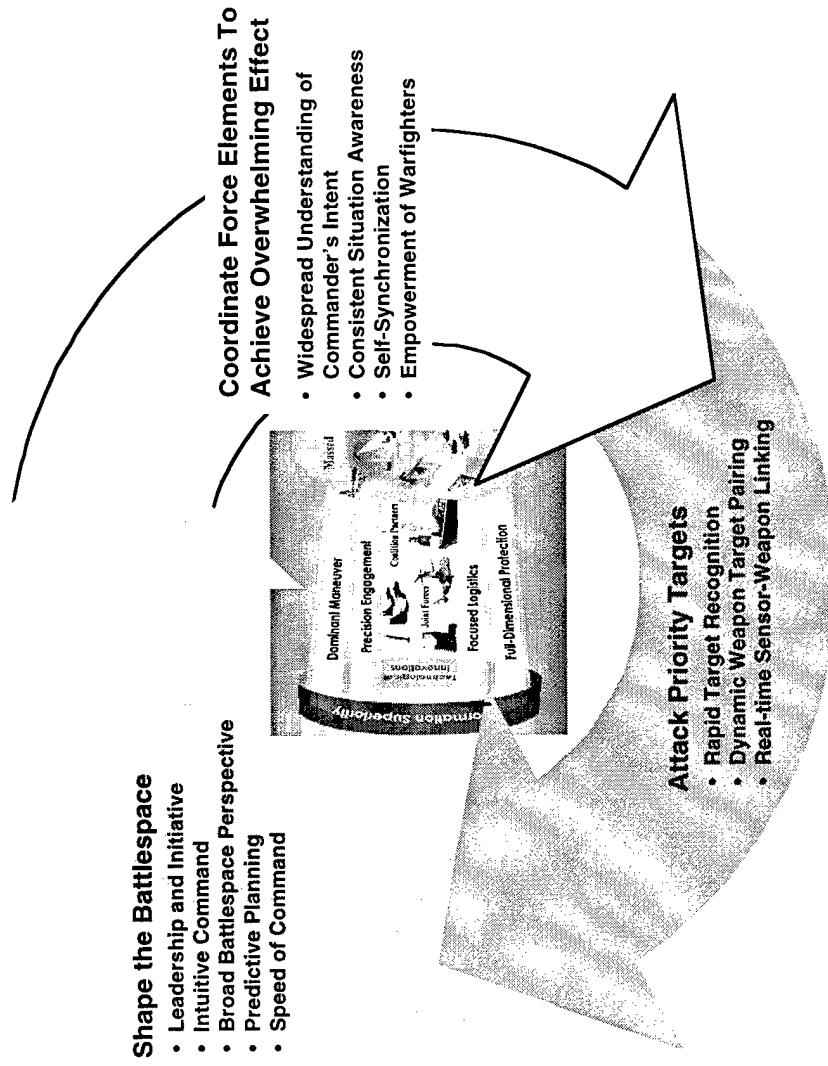 Shape the Battlespace
• Leadership and Initiative
• Intuitive Command
• Broad Battlespace Perspective
• Predictive Planning
• Speed of Command
Coordinate Force Elements To
Achieve Overwhelming Effect
• Widespread Understanding of
Commander's Intent
• Consistent Situation Awareness
• Self-Synchronization
• Empowerment of Warfighters
Attack Priority Targets
• Rapid Target Recognition
• Dynamic Weapon Target Pairing
• Real-time Sensor-Weapon Linking
ormation Superiority
Technological
Innovations
Dominant Maneuver
Precision Engagement
Joint Forces
Focused Logistics
Full-Dimensional Protection
Massed